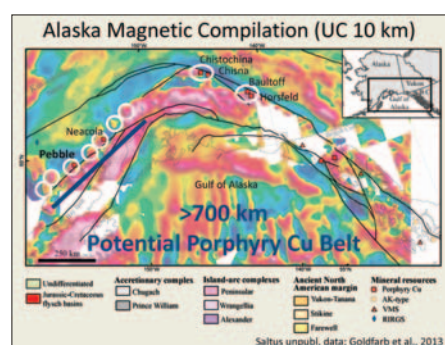 Alaska Magnetic Compilation (UC 10 km)
Chistochina
Chisna
Baultoff
Horsfeld
Neacola
Pebble
Alaska
Yukon
Gulf of
Alaska
Gulf of Alaska
>700 km
Potential Porphyry Cu Belt
250 km
Undifferentiated
Jurassic-Cretaceous
flysch basins
Accretionary complex
Chugach
Prince William
Island-arc complexes
Peninsular
Wrangellia
Alexander
Ancient North
American margin
Yukon-Tanana
Stikine
Farewell
Mineral resources
Porphyry Cu
AK-type
VMS
RIRGS
Saltus unpubl. data: Goldfarb et al., 2013